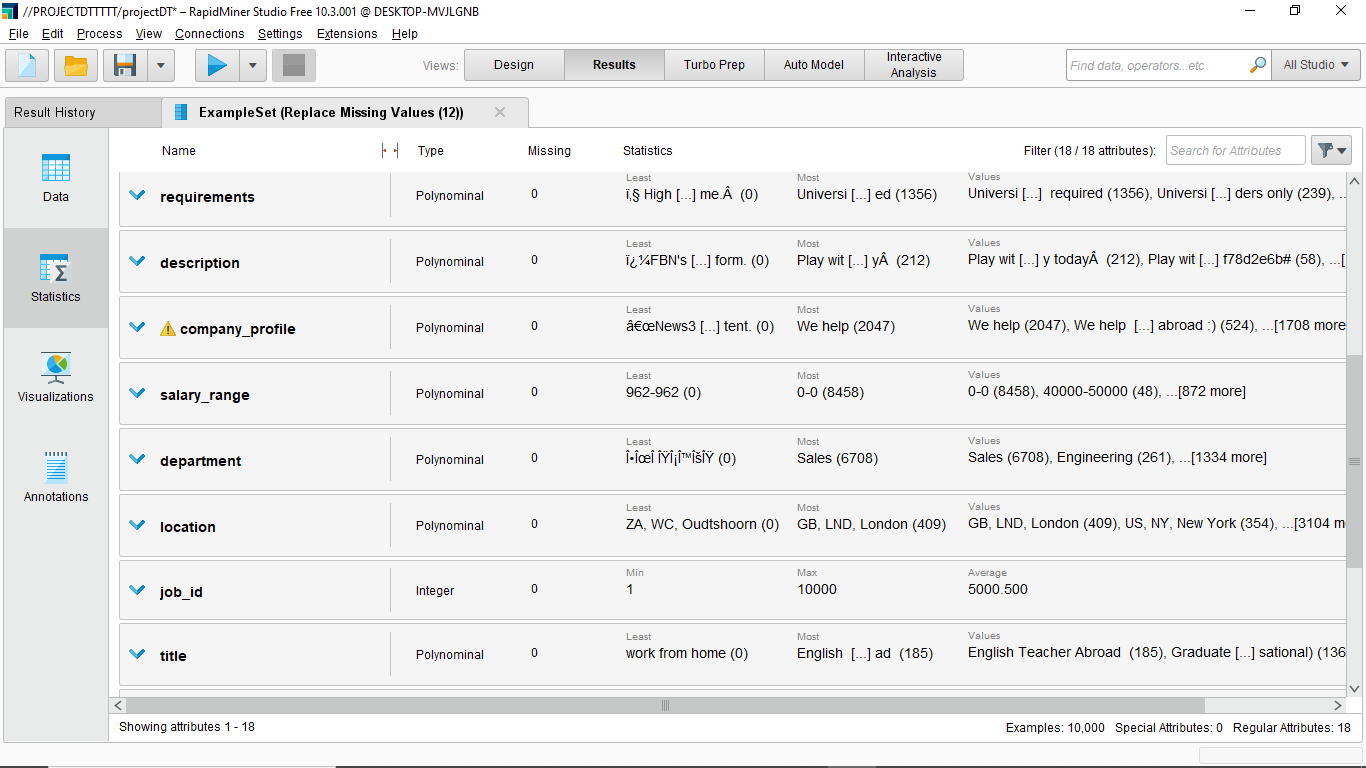 //PROJECTDTTTTT/projectDT* – RapidMiner Studio Free 10.3.001 @ DESKTOP-MVJLGNB
File Edit Process View Connections Settings Extensions Help
Views: Design Results Turbo Prep Auto Model Interactive Analysis Find data, operators...etc All Studio
Result History ExampleSet (Replace Missing Values (12))
Data
Statistics
Visualizations
Annotations
Name Type Missing Statistics Filter (18 / 18 attributes): Search for Attributes
Least Most Values
requirements Polynominal 0 ï‚§ High [...] me.Â (0) Universi [...] ed (1356) Universi [...] required (1356), Universi [...] ders only (239), ..
Least Most Values
description Polynominal 0 ï¿¼FBN's [...] form. (0) Play wit [...] yÂ (212) Play wit [...] y todayÂ (212), Play wit [...] f78d2e6b# (58), ...[
Least Most Values
company_profile Polynominal 0 â€œNews3 [...] tent. (0) We help (2047) We help (2047), We help [...] abroad :) (524), ...[1708 more
Least Most Values
salary_range Polynominal 0 962-962 (0) 0-0 (8458) 0-0 (8458), 40000-50000 (48), ...[872 more]
Least Most Values
department Polynominal 0 Î•ÎœÎ ÎŸÎ¡Î™ÎšÎŸ (0) Sales (6708) Sales (6708), Engineering (261), ...[1334 more]
Least Most Values
location Polynominal 0 ZA, WC, Oudtshoorn (0) GB, LND, London (409) GB, LND, London (409), US, NY, New York (354), ...[3104 m
Min Max Average
job_id Integer 0 1 10000 5000.500
Least Most Values
title Polynominal 0 work from home (0) English [...] ad (185) English Teacher Abroad (185), Graduate [...] sational) (136
Showing attributes 1 - 18 Examples: 10,000 Special Attributes: 0 Regular Attributes: 18